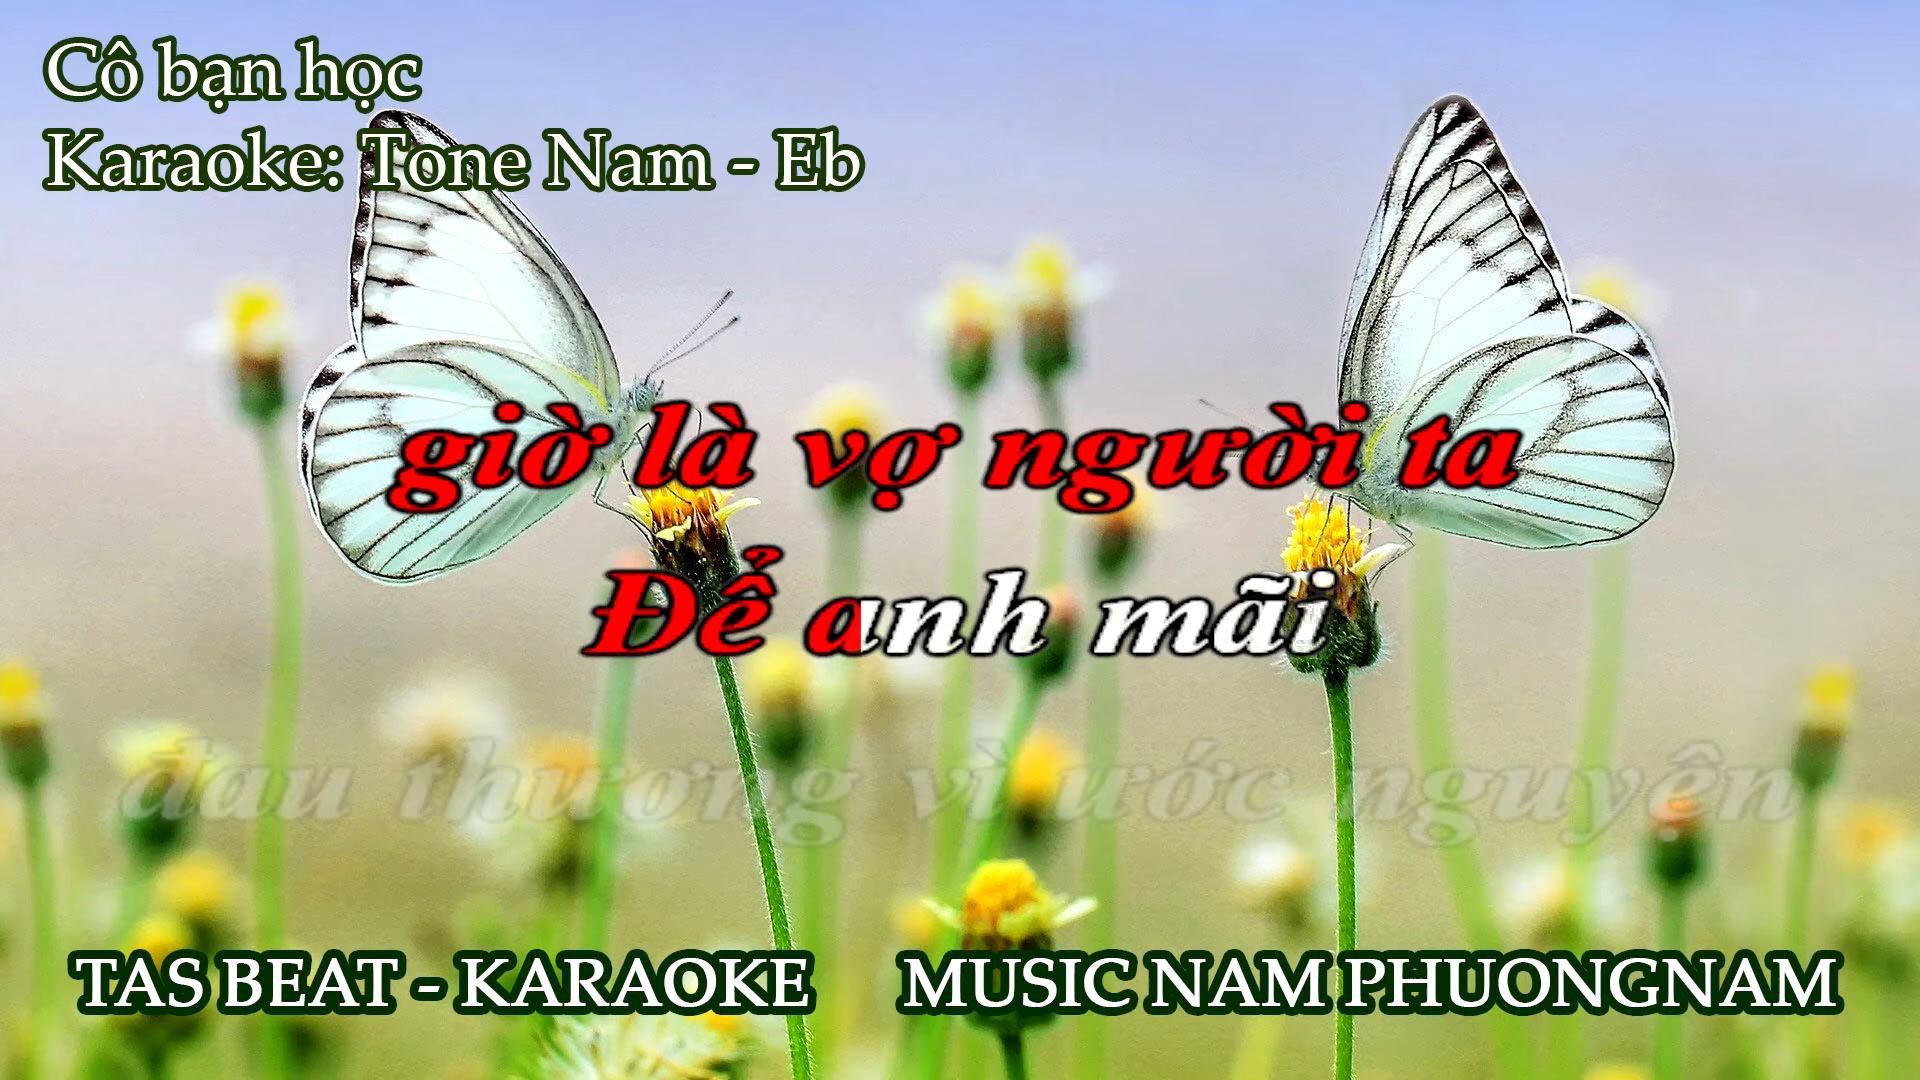 Cô bạn học
Karaoke: Tone Nam - Eb
giờ là vợ người ta
Để anh mãi
đau thương vì ước nguyện
TAS BEAT - KARAOKE MUSIC NAM PHUONGNAM